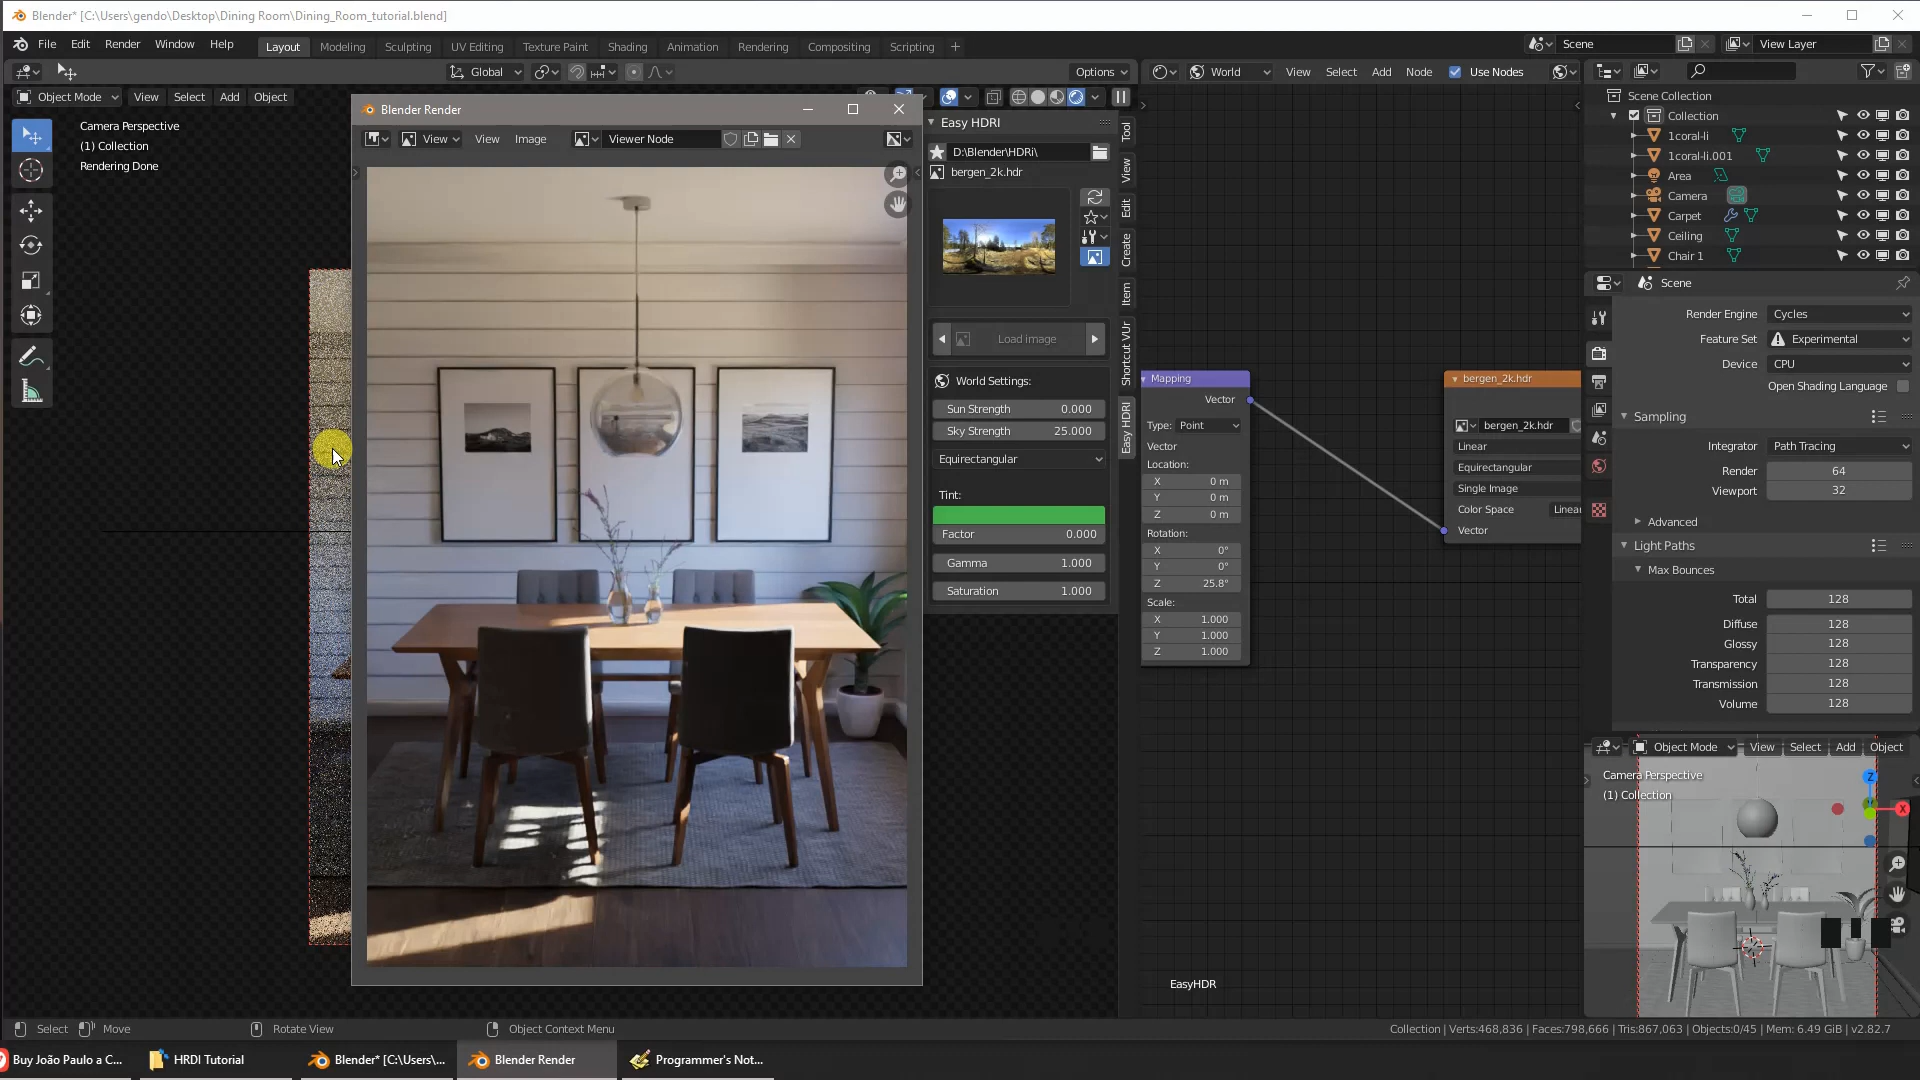 Blender* [C:\Users\gendo\Desktop\Dining Room\Dining_Room_tutorial.blend]
File Edit Render Window Help Layout Modeling Sculpting UV Editing Texture Paint Shading Animation Rendering Compositing Scripting + Scene View Layer
Global Options World View Select Add Node Use Nodes
Object Mode View Select Add Object
Camera Perspective
(1) Collection
Rendering Done
Blender Render
View View Image Viewer Node
Easy HDRI
D:\Blender\HDRi\
bergen_2k.hdr
Load image
World Settings:
Sun Strength 0.000
Sky Strength 25.000
Equirectangular
Tint:
Factor 0.000
Gamma 1.000
Saturation 1.000
Tool
View
Edit
Create
Item
Shortcut VUr
Easy HDRI
Mapping
Vector
Type: Point
Vector
Location:
X 0 m
Y 0 m
Z 0 m
Rotation:
X 0°
Y 0°
Z 25.8°
Scale:
X 1.000
Y 1.000
Z 1.000
bergen_2k.hdr
bergen_2k.hdr
Linear
Equirectangular
Single Image
Color Space Linear
Vector
EasyHDR
Scene Collection
Collection
1coral-li
1coral-li.001
Area
Camera
Carpet
Ceiling
Chair 1
Scene
Render Engine Cycles
Feature Set Experimental
Device CPU
Open Shading Language
Sampling
Integrator Path Tracing
Render 64
Viewport 32
Advanced
Light Paths
Max Bounces
Total 128
Diffuse 128
Glossy 128
Transparency 128
Transmission 128
Volume 128
Object Mode View Select Add Object
Camera Perspective
(1) Collection
Z
X
Select Move Rotate View Object Context Menu
Collection | Verts:468,836 | Faces:798,666 | Tris:867,063 | Objects:0/45 | Mem: 6.49 GiB | v2.82.7
Buy João Paulo a C... HRDI Tutorial Blender* [C:\Users\... Blender Render Programmer's Not...